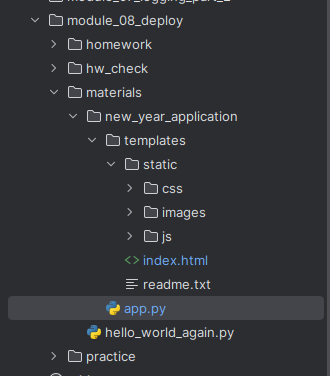 module_08_deploy
homework
hw_check
materials
new_year_application
templates
static
css
images
js
index.html
readme.txt
app.py
hello_world_again.py
practice